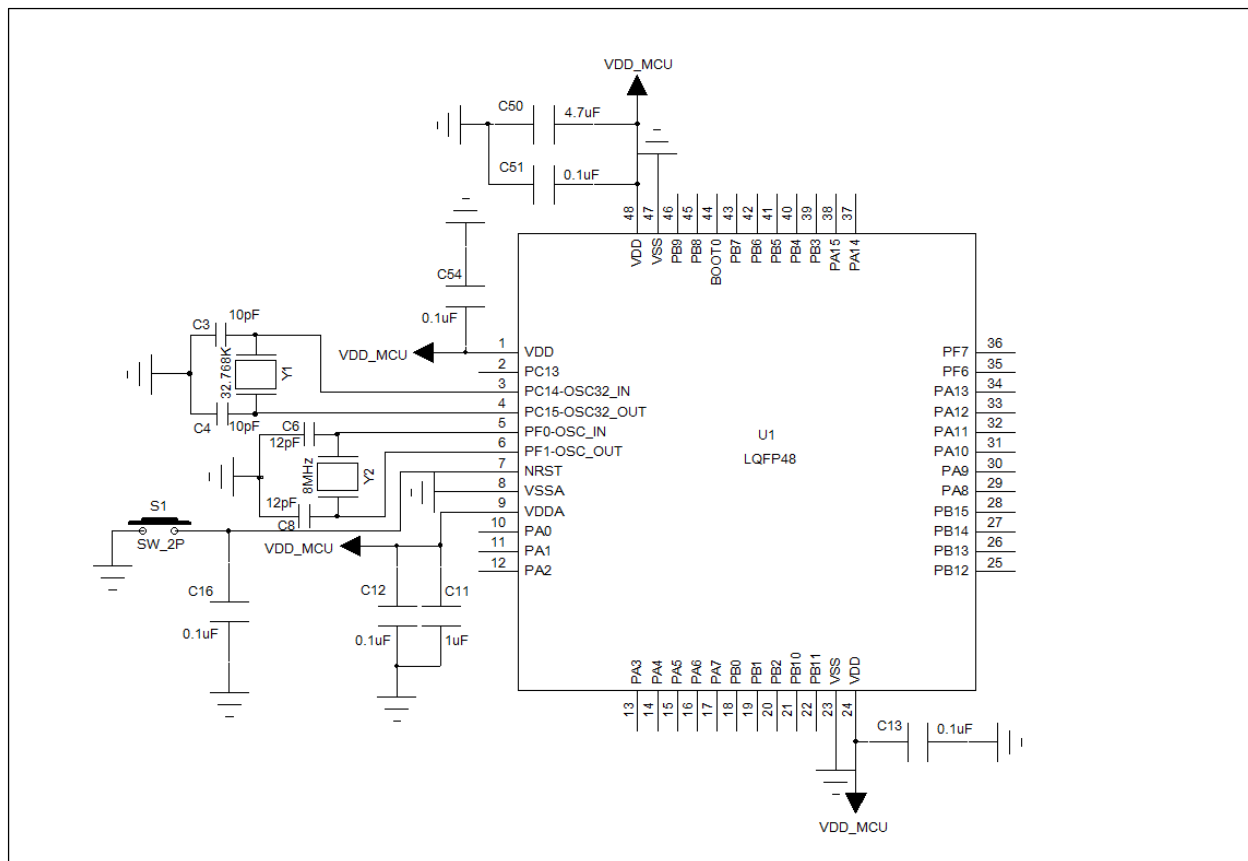 VDD_MCU
C50
4.7uF
C51
0.1uF
48
47
46
45
44
43
42
41
40
39
38
37
VDD
VSS
PB9
PB8
BOOT0
PB7
PB6
PB5
PB4
PB3
PA15
PA14
C54
0.1uF
VDD_MCU
C3
10pF
32.768K
Y1
C4
10pF
C6
12pF
8MHz
Y2
12pF
C8
S1
SW_2P
VDD_MCU
C16
0.1uF
C12
C11
0.1uF
1uF
1 VDD
2 PC13
3 PC14-OSC32_IN
4 PC15-OSC32_OUT
5 PF0-OSC_IN
6 PF1-OSC_OUT
7 NRST
8 VSSA
9 VDDA
10 PA0
11 PA1
12 PA2
U1
LQFP48
PF7 36
PF6 35
PA13 34
PA12 33
PA11 32
PA10 31
PA9 30
PA8 29
PB15 28
PB14 27
PB13 26
PB12 25
PA3
PA4
PA5
PA6
PA7
PB0
PB1
PB2
PB10
PB11
VSS
VDD
13
14
15
16
17
18
19
20
21
22
23
24
C13
0.1uF
VDD_MCU